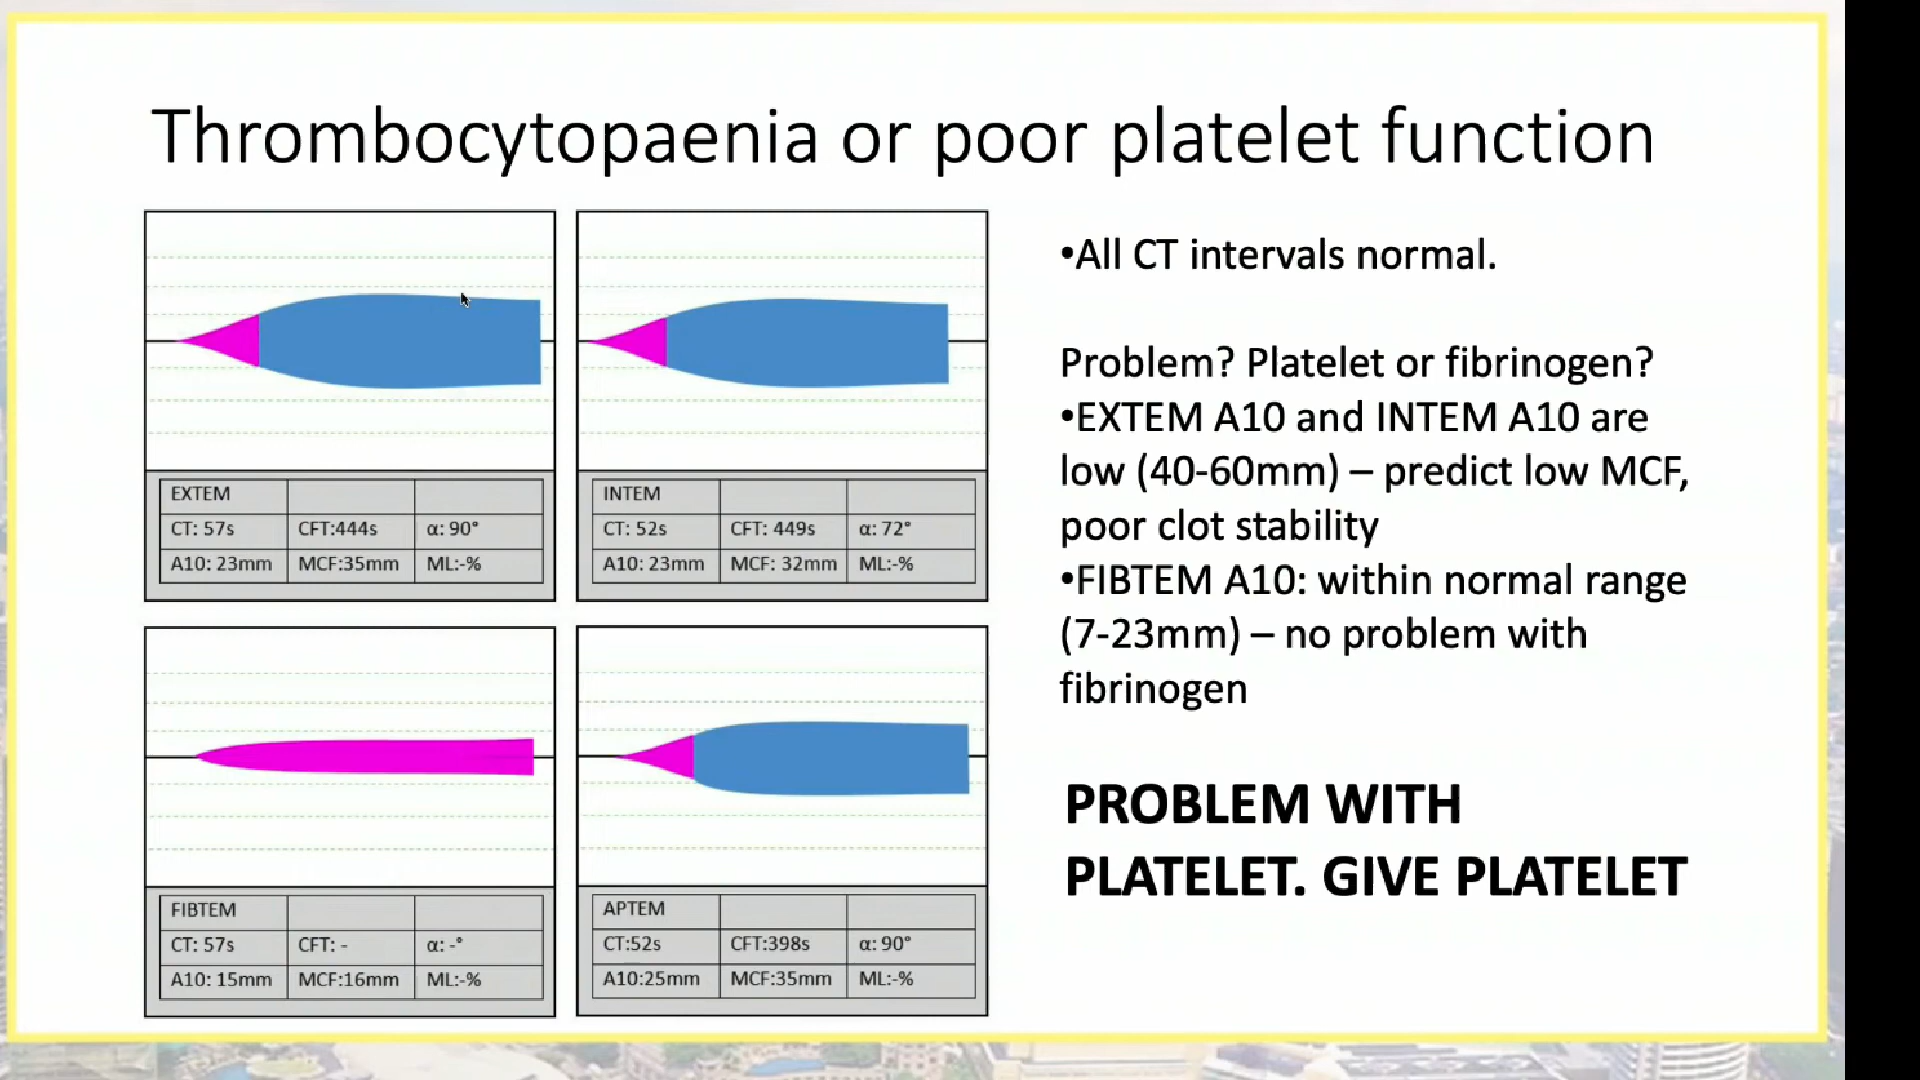 Thrombocytopaenia or poor platelet function
EXTEM
CT: 57s CFT:444s α: 90°
A10: 23mm MCF:35mm ML:-%
INTEM
CT: 52s CFT: 449s α: 72°
A10: 23mm MCF: 32mm ML:-%
FIBTEM
CT: 57s CFT: - α: -°
A10: 15mm MCF:16mm ML:-%
APTEM
CT:52s CFT:398s α: 90°
A10:25mm MCF:35mm ML:-%
•All CT intervals normal.
Problem? Platelet or fibrinogen?
•EXTEM A10 and INTEM A10 are
low (40-60mm) – predict low MCF,
poor clot stability
•FIBTEM A10: within normal range
(7-23mm) – no problem with
fibrinogen
PROBLEM WITH
PLATELET. GIVE PLATELET